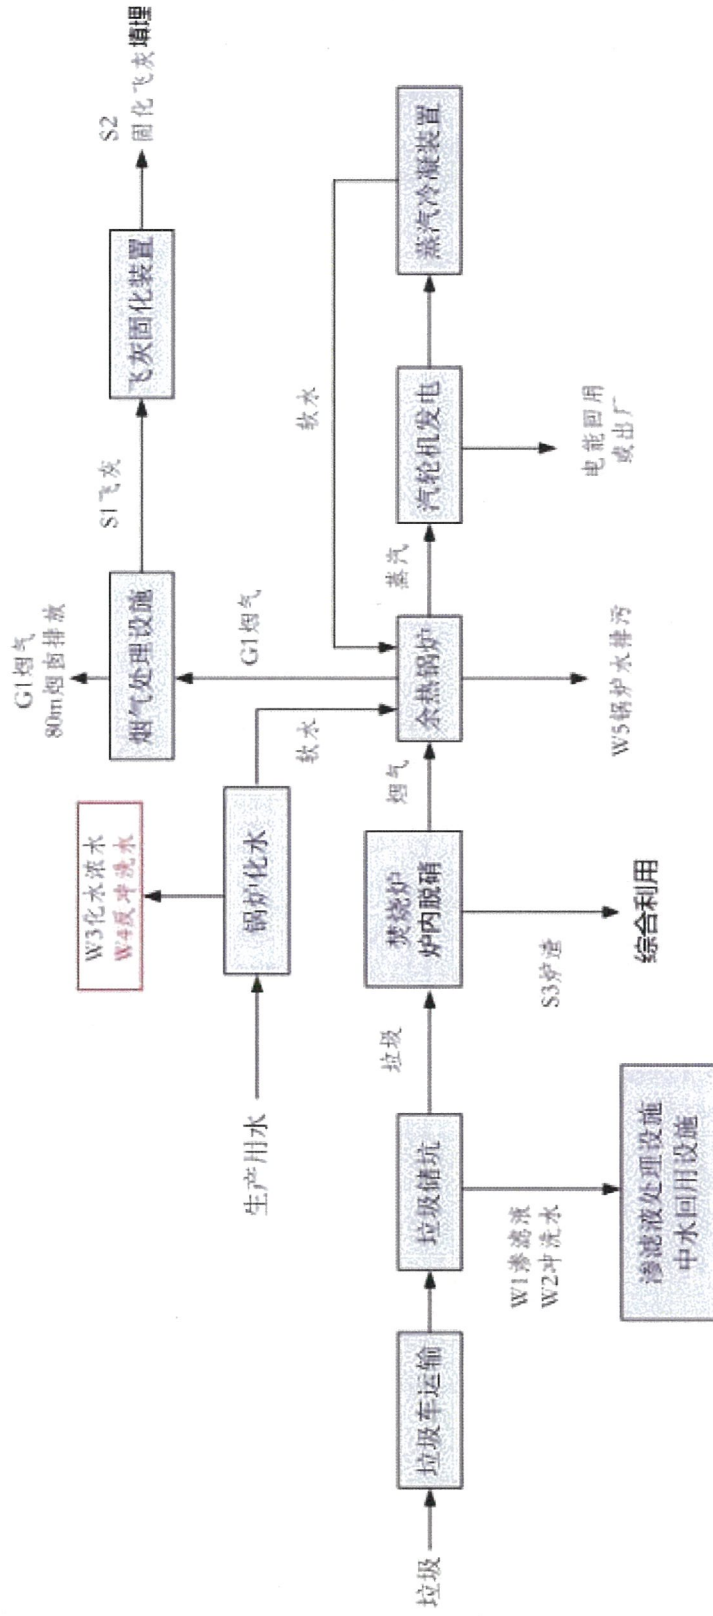 G1烟气
80m烟囱排放
烟气处理设施
S1飞灰
飞灰固化装置
S2
固化飞灰填埋
W3化水浓水
W4反冲洗水
生产用水
锅炉化水
软水
G1烟气
软水
垃圾
垃圾车运输
垃圾储坑
垃圾
焚烧炉
炉内脱硝
烟气
余热锅炉
蒸汽
汽轮机发电
蒸汽冷凝装置
W1渗滤液
W2冲洗水
渗滤液处理设施
中水回用设施
S3炉渣
综合利用
W5锅炉水排污
电能回用
或出厂